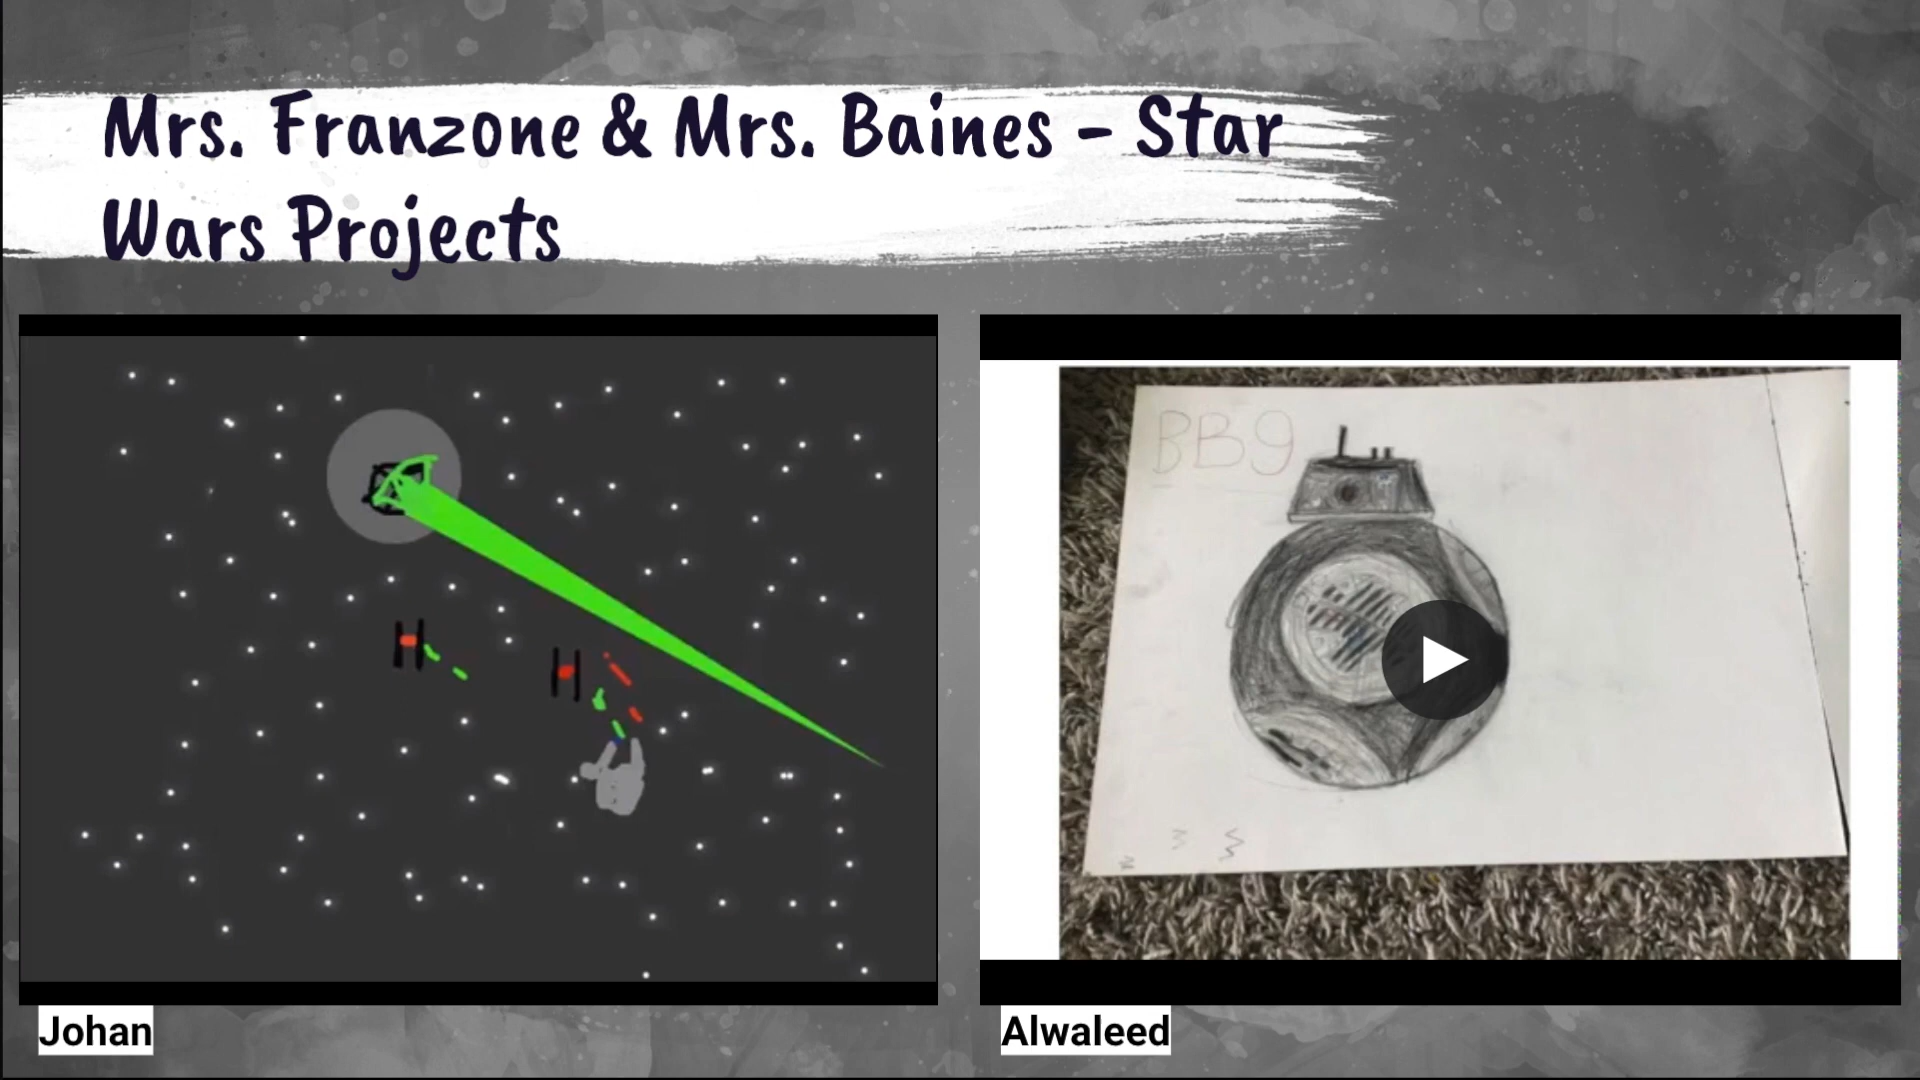 Mrs. Franzone & Mrs. Baines - Star
Wars Projects
BB9
Johan
Alwaleed